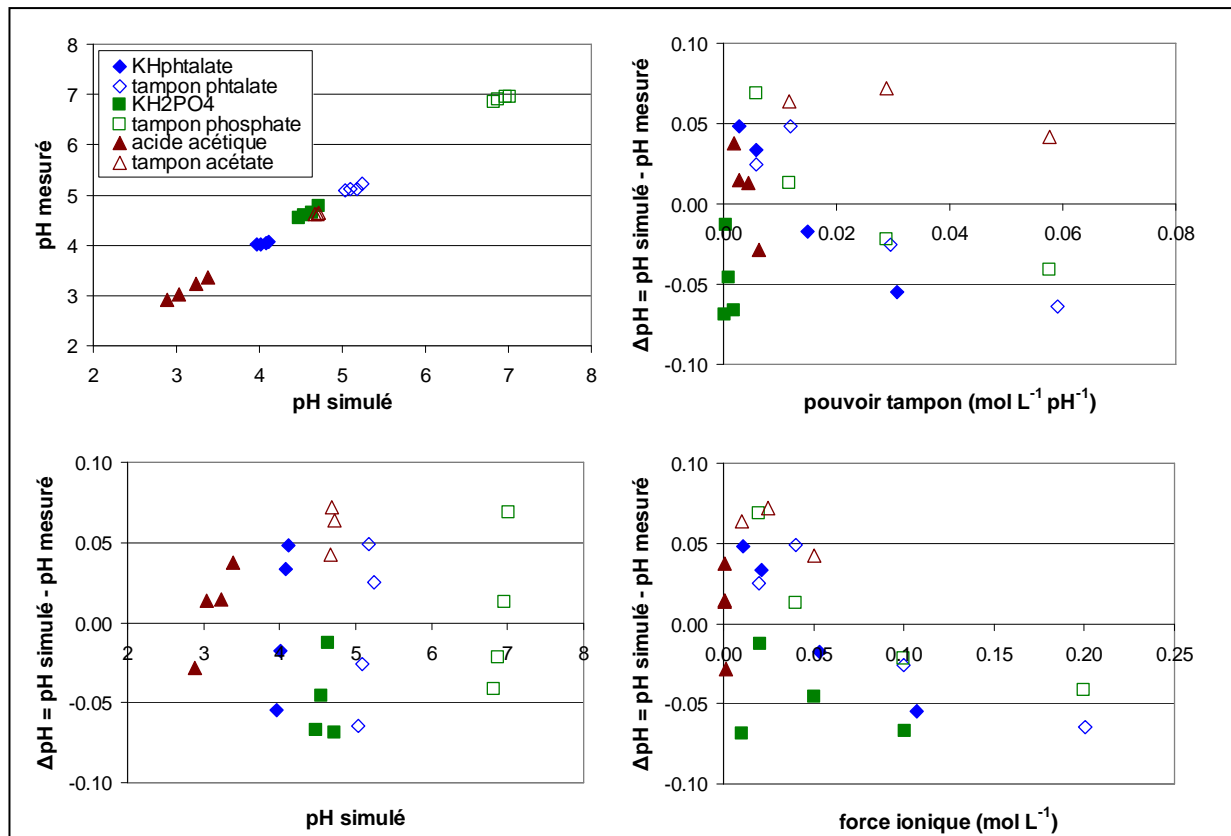 8
7
6
5
4
3
2
pH mesuré
KHphtalate
tampon phtalate
KH2PO4
tampon phosphate
acide acétique
tampon acétate
2 3 4 5 6 7 8
pH simulé
0.10
0.05
0.00
-0.05
-0.10
ΔpH = pH simulé - pH mesuré
0.00 0.02 0.04 0.06 0.08
pouvoir tampon (mol L⁻¹ pH⁻¹)
0.10
0.05
0.00
-0.05
-0.10
ΔpH = pH simulé - pH mesuré
2 3 4 5 6 7 8
pH simulé
0.10
0.05
0.00
-0.05
-0.10
ΔpH = pH simulé - pH mesuré
0.00 0.05 0.10 0.15 0.20 0.25
force ionique (mol L⁻¹)